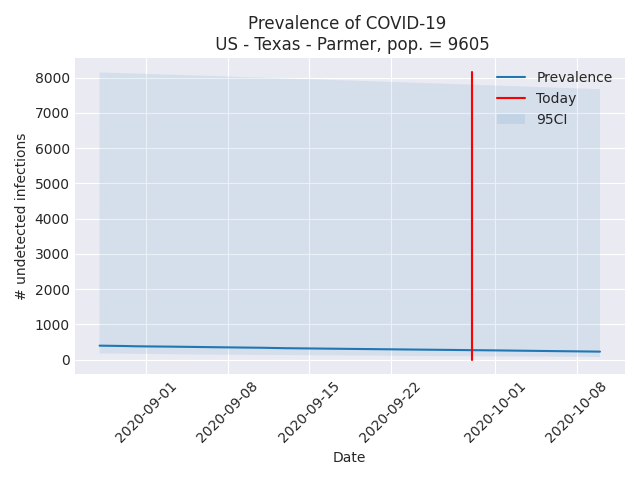 Prevalence of COVID-19
US - Texas - Parmer, pop. = 9605
# undetected infections
8000
7000
6000
5000
4000
3000
2000
1000
0
Prevalence
Today
95CI
2020-09-01
2020-09-08
2020-09-15
2020-09-22
2020-10-01
2020-10-08
Date